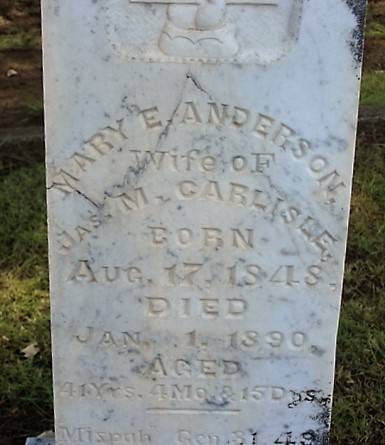 MARY E. ANDERSON,
Wife of
JAS. M. CARLISLE,
BORN
AUG. 17, 1848,
DIED
JAN. 1, 1890,
AGED
41 Yrs. 4 Mo. & 15 Dys.
Mizpah Gen. 31 49